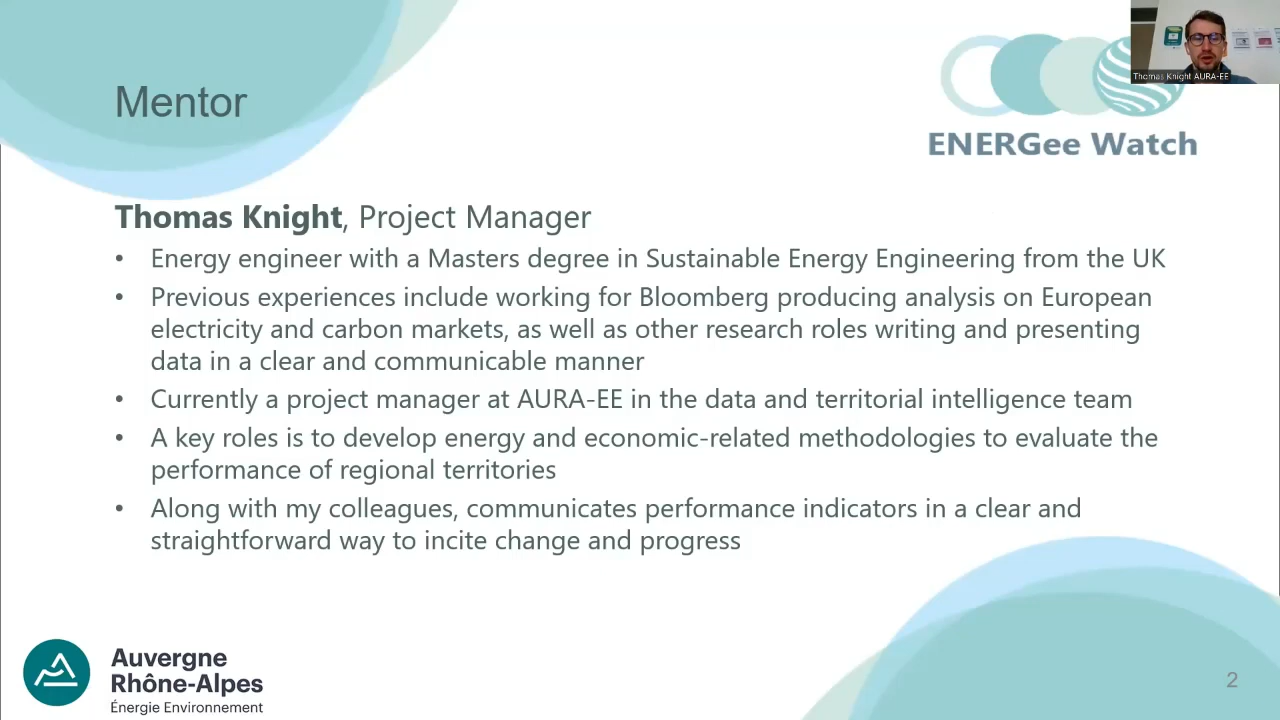 Mentor
Thomas Knight AURA-EE
ENERGee Watch
Thomas Knight, Project Manager
• Energy engineer with a Masters degree in Sustainable Energy Engineering from the UK
• Previous experiences include working for Bloomberg producing analysis on European
electricity and carbon markets, as well as other research roles writing and presenting
data in a clear and communicable manner
• Currently a project manager at AURA-EE in the data and territorial intelligence team
• A key roles is to develop energy and economic-related methodologies to evaluate the
performance of regional territories
• Along with my colleagues, communicates performance indicators in a clear and
straightforward way to incite change and progress
Auvergne
Rhône-Alpes
Énergie Environnement
2